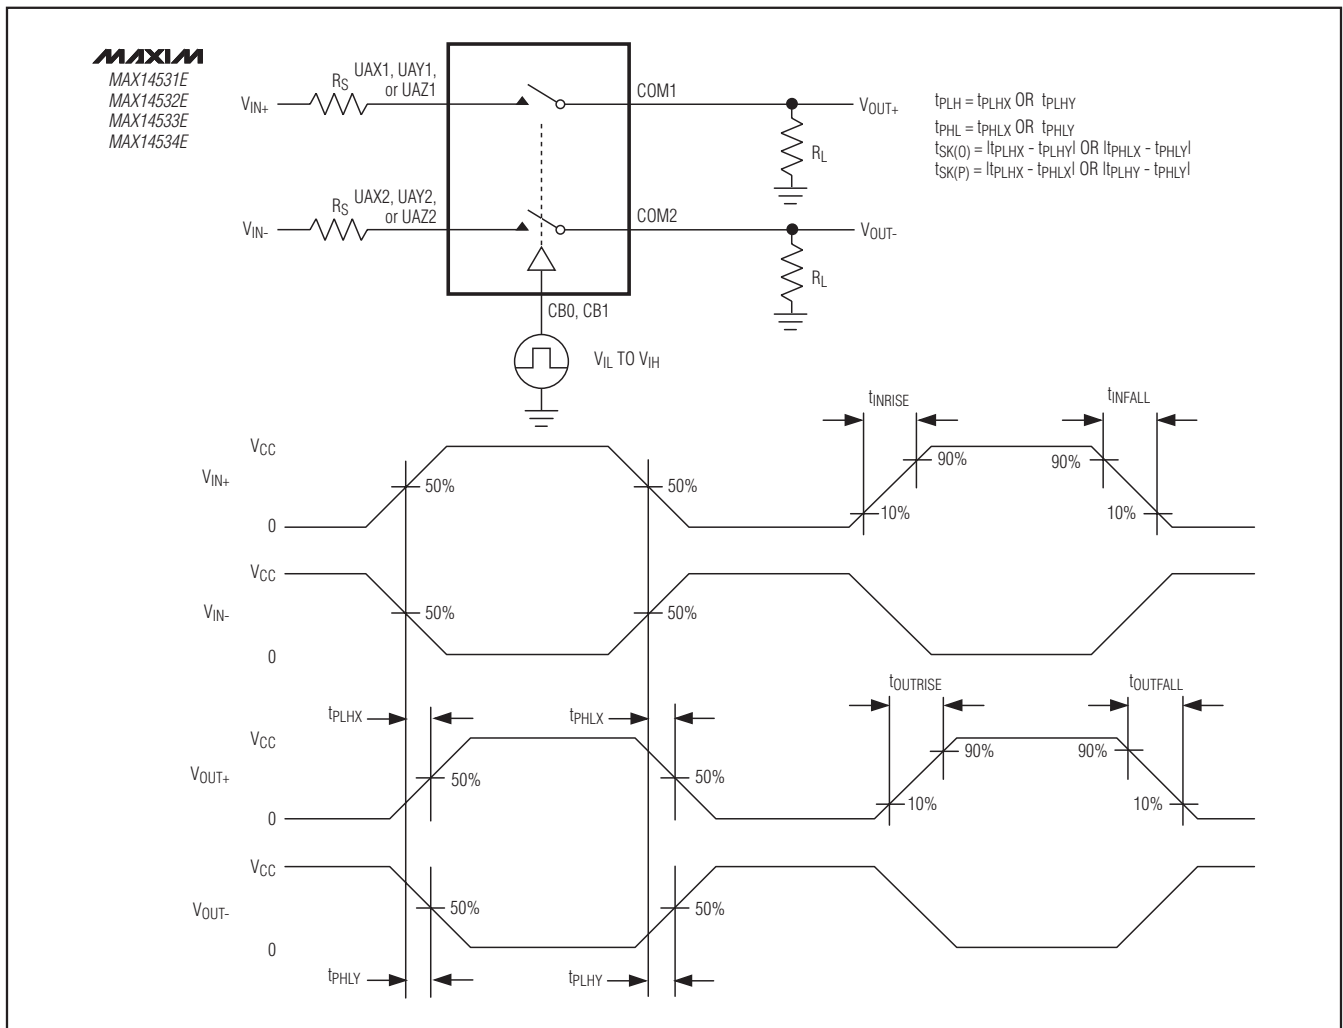 MAXIM
MAX14531E
MAX14532E
MAX14533E
MAX14534E
VIN+
RS
UAX1, UAY1,
or UAZ1
COM1
VOUT+
RL
tPLH = tPLHX OR tPLHY
tPHL = tPHLX OR tPHLY
tSK(O) = |tPLHX - tPLHY| OR |tPHLX - tPHLY|
tSK(P) = |tPLHX - tPHLX| OR |tPLHY - tPHLY|
VIN-
RS
UAX2, UAY2,
or UAZ2
COM2
VOUT-
RL
CB0, CB1
VIL TO VIH
tINRISE
tINFALL
VCC
VIN+
0
50%
50%
90%
10%
90%
10%
VCC
VIN-
0
50%
50%
tPLHX
tPHLX
tOUTRISE
tOUTFALL
VCC
VOUT+
0
50%
50%
90%
10%
90%
10%
VCC
VOUT-
0
50%
50%
tPHLY
tPLHY